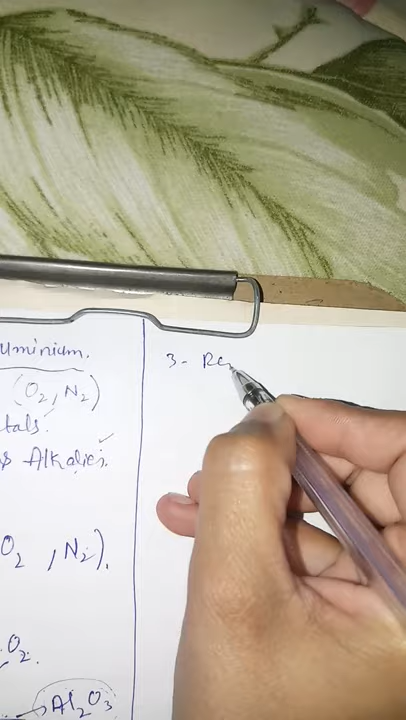 uminium.
(O₂, N₂)
tals.
& Alkalies.
O₂ , N₂).
O₂.
Al₂O₃
3- Re